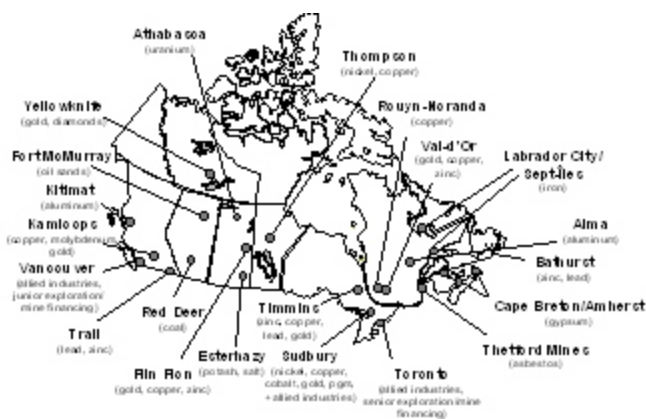 Athabasca
(uranium)
Thompson
(nickel, copper)
Yellowknife
(gold, diamonds)
Rouyn-Noranda
(copper)
Val-d'Or
(gold, copper,
zinc)
Labrador City/
Sept-Îles
(iron)
Fort McMurray
(oil sands)
Kitimat
(aluminum)
Kamloops
(copper, molybdenum,
gold)
Vancouver
(allied industries,
junior exploration/
mine financing)
Alma
(aluminum)
Bathurst
(zinc, lead)
Cape Breton/Amherst
(gypsum)
Thetford Mines
(asbestos)
Trail
(lead, zinc)
Red Deer
(coal)
Flin Flon
(gold, copper, zinc)
Esterhazy
(potash, salt)
Timmins
(zinc, copper,
lead, gold)
Sudbury
(nickel, copper,
cobalt, gold, pgm,
+ allied industries)
Toronto
(allied industries,
senior exploration/mine
financing)